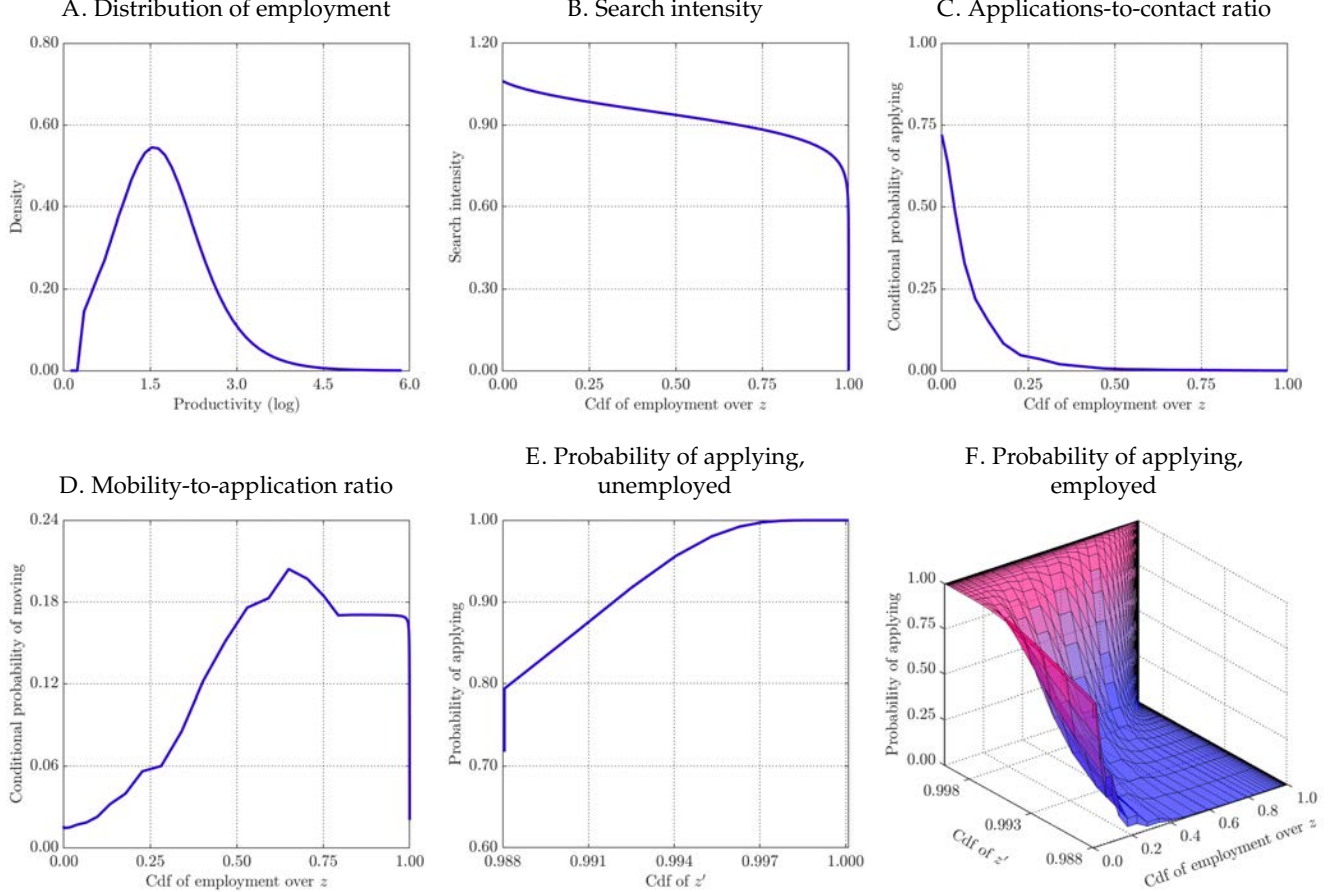 A. Distribution of employment
0.80
0.60
0.40
0.20
0.00
Density
0.0 1.5 3.0 4.5 6.0
Productivity (log)
B. Search intensity
1.20
0.90
0.60
0.30
0.00
Search intensity
0.00 0.25 0.50 0.75 1.00
Cdf of employment over z
C. Applications-to-contact ratio
1.00
0.75
0.50
0.25
0.00
Conditional probability of applying
0.00 0.25 0.50 0.75 1.00
Cdf of employment over z
D. Mobility-to-application ratio
0.24
0.18
0.12
0.06
0.00
Conditional probability of moving
0.00 0.25 0.50 0.75 1.00
Cdf of employment over z
E. Probability of applying,
unemployed
1.00
0.90
0.80
0.70
0.60
Probability of applying
0.988 0.991 0.994 0.997 1.000
Cdf of z′
F. Probability of applying,
employed
1.00
0.75
0.50
0.25
0.00
Probability of applying
0.998
0.993
0.988
Cdf of z′
0.0 0.2 0.4 0.6 0.8 1.0
Cdf of employment over z